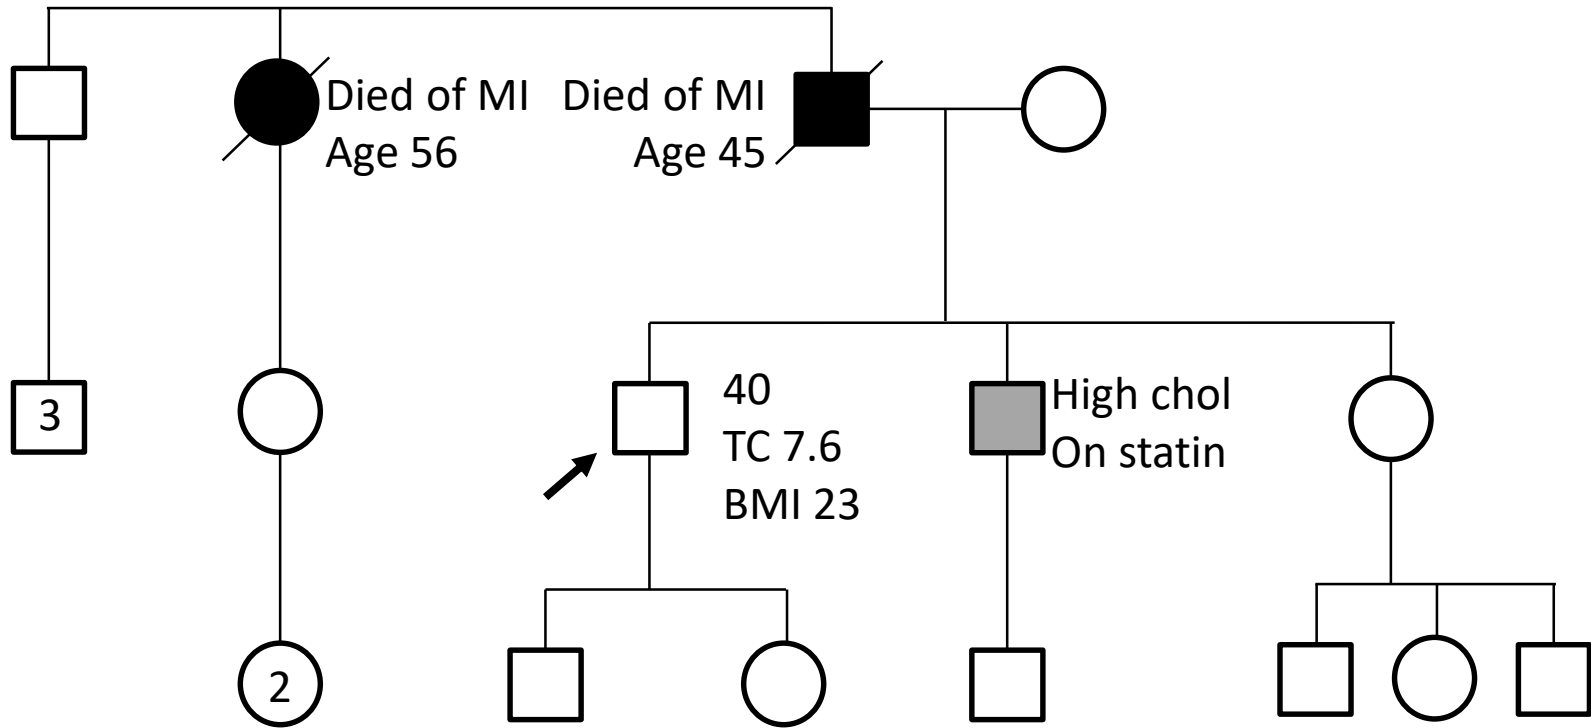 Died of MI
Age 56
Died of MI
Age 45
3
40
TC 7.6
BMI 23
High chol
On statin
2